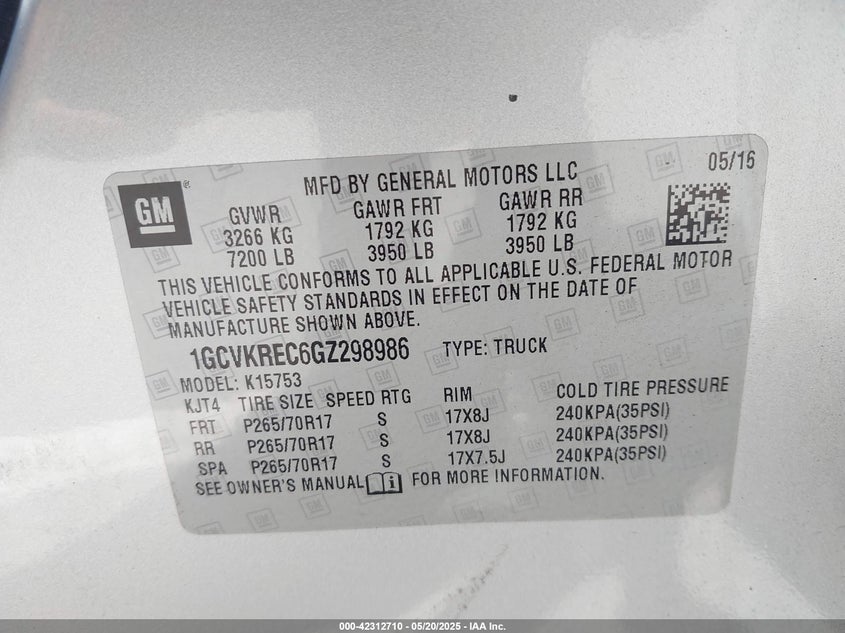 05/16
MFD BY GENERAL MOTORS LLC
GM ®
GVWR GAWR FRT GAWR RR
3266 KG 1792 KG 1792 KG
7200 LB 3950 LB 3950 LB
THIS VEHICLE CONFORMS TO ALL APPLICABLE U.S. FEDERAL MOTOR
VEHICLE SAFETY STANDARDS IN EFFECT ON THE DATE OF
MANUFACTURE SHOWN ABOVE.
1GCVKREC6GZ298986 TYPE: TRUCK
MODEL: K15753
KJT4 TIRE SIZE SPEED RTG RIM COLD TIRE PRESSURE
FRT P265/70R17 S 17X8J 240KPA(35PSI)
RR P265/70R17 S 17X8J 240KPA(35PSI)
SPA P265/70R17 S 17X7.5J 240KPA(35PSI)
SEE OWNER'S MANUAL FOR MORE INFORMATION.
000-42312710 - 05/20/2025 - IAA Inc.